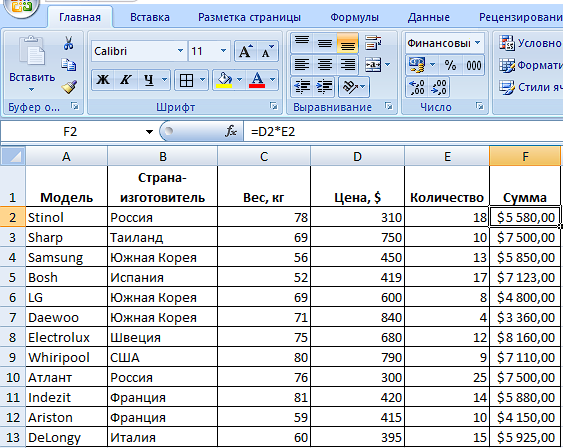 Главная Вставка Разметка страницы Формулы Данные Рецензировани
Calibri 11 A A Финансовы Условно
Вставить Ж К Ч А % 000 Формати
Стили яч
Буфер о... Шрифт Выравнивание Число
F2 fx =D2*E2
A B C D E F
1 Модель Страна-
изготовитель Вес, кг Цена, $ Количество Сумма
2 Stinol Россия 78 310 18 $5 580,00
3 Sharp Таиланд 69 750 10 $7 500,00
4 Samsung Южная Корея 56 450 13 $5 850,00
5 Bosh Испания 52 419 17 $7 123,00
6 LG Южная Корея 69 600 8 $4 800,00
7 Daewoo Южная Корея 71 840 4 $3 360,00
8 Electrolux Швеция 75 680 12 $8 160,00
9 Whiripool США 80 790 9 $7 110,00
10 Атлант Россия 76 300 25 $7 500,00
11 Indezit Франция 81 420 14 $5 880,00
12 Ariston Франция 59 415 10 $4 150,00
13 DeLongy Италия 60 395 15 $5 925,00